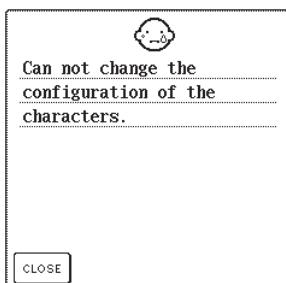 Can not change the
configuration of the
characters.
CLOSE